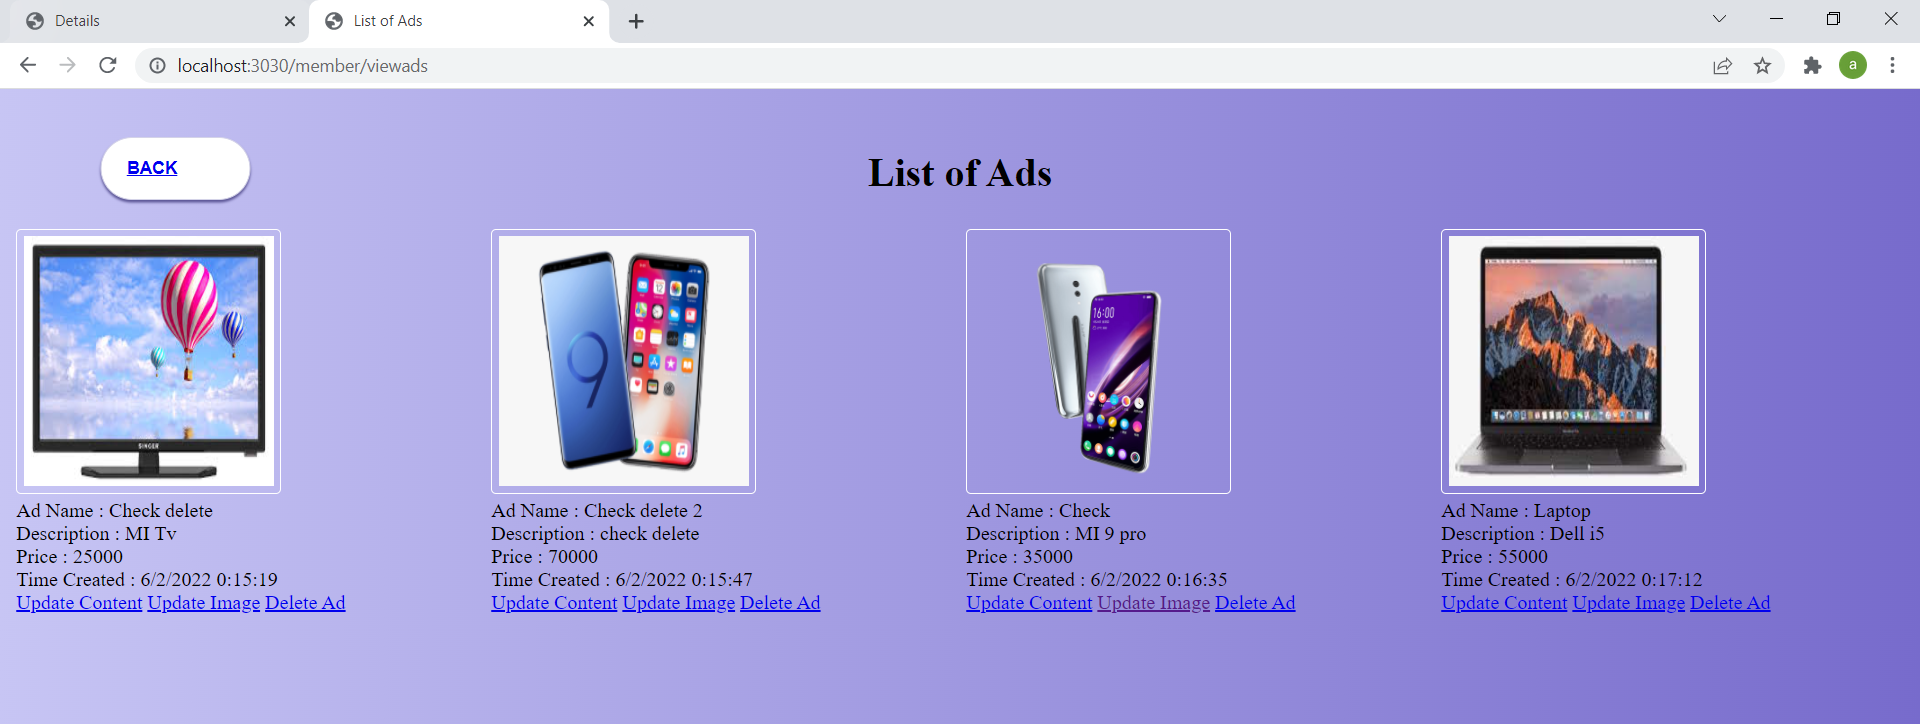 Details
List of Ads
localhost:3030/member/viewads
a
BACK
List of Ads
SINGER
Ad Name : Check delete
Description : MI Tv
Price : 25000
Time Created : 6/2/2022 0:15:19
Update Content Update Image Delete Ad
9
Ad Name : Check delete 2
Description : check delete
Price : 70000
Time Created : 6/2/2022 0:15:47
Update Content Update Image Delete Ad
16:00
Ad Name : Check
Description : MI 9 pro
Price : 35000
Time Created : 6/2/2022 0:16:35
Update Content Update Image Delete Ad
Ad Name : Laptop
Description : Dell i5
Price : 55000
Time Created : 6/2/2022 0:17:12
Update Content Update Image Delete Ad